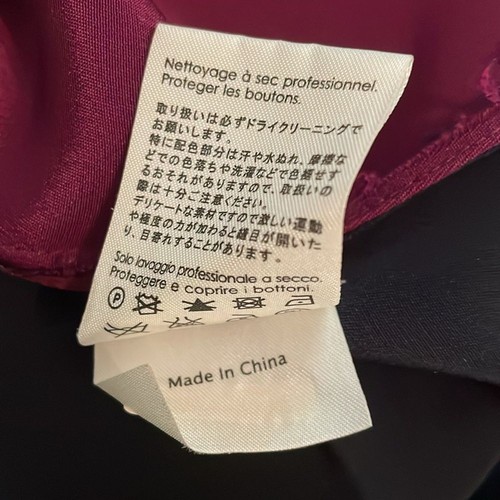 Nettoyage à sec professionnel.
Proteger les boutons.
取り扱いは必ずドライクリーニングで
お願いします。
特に配色部分は汗や水ぬれ、摩擦な
どでの色落ちや洗濯などで色褪せす
るおそれがありますので、取扱いの
際は十分ご注意ください。
デリケートな素材ですので激しい運動
や極度の力が加わると縫目が開いた
り、目寄れすることがあります。
Solo lavaggio professionale a secco.
Proteggere e coprire i bottoni.
P
Made In China